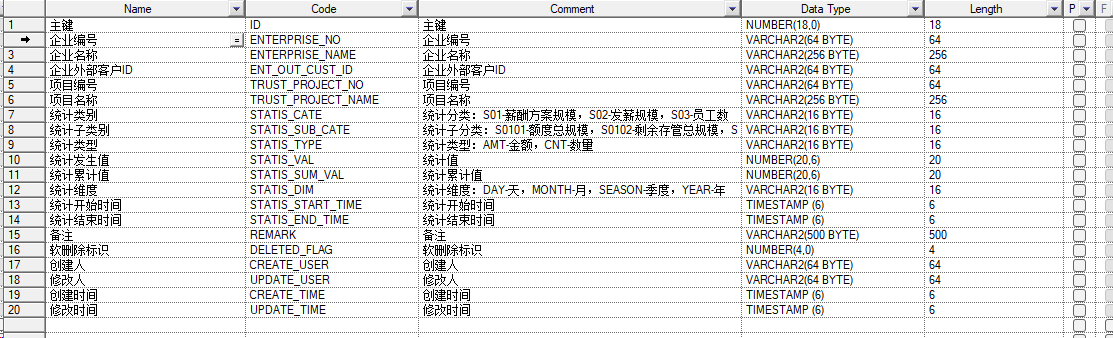 Name Code Comment Data Type Length P F
1 主键 ID 主键 NUMBER(18,0) 18
企业编号 = ENTERPRISE_NO 企业编号 VARCHAR2(64 BYTE) 64
3 企业名称 ENTERPRISE_NAME 企业名称 VARCHAR2(256 BYTE) 256
4 企业外部客户ID ENT_OUT_CUST_ID 企业外部客户ID VARCHAR2(64 BYTE) 64
5 项目编号 TRUST_PROJECT_NO 项目编号 VARCHAR2(64 BYTE) 64
6 项目名称 TRUST_PROJECT_NAME 项目名称 VARCHAR2(256 BYTE) 256
7 统计类别 STATIS_CATE 统计分类：S01-薪酬方案规模，S02-发薪规模，S03-员工数 VARCHAR2(16 BYTE) 16
8 统计子类别 STATIS_SUB_CATE 统计子分类：S0101-额度总规模，S0102-剩余存管总规模，S VARCHAR2(16 BYTE) 16
9 统计类型 STATIS_TYPE 统计类型：AMT-金额，CNT-数量 VARCHAR2(16 BYTE) 16
10 统计发生值 STATIS_VAL 统计值 NUMBER(20,6) 20
11 统计累计值 STATIS_SUM_VAL 统计累计值 NUMBER(20,6) 20
12 统计维度 STATIS_DIM 统计维度：DAY-天，MONTH-月，SEASON-季度，YEAR-年 VARCHAR2(16 BYTE) 16
13 统计开始时间 STATIS_START_TIME 统计开始时间 TIMESTAMP (6) 6
14 统计结束时间 STATIS_END_TIME 统计结束时间 TIMESTAMP (6) 6
15 备注 REMARK 备注 VARCHAR2(500 BYTE) 500
16 软删除标识 DELETED_FLAG 软删除标识 NUMBER(4,0) 4
17 创建人 CREATE_USER 创建人 VARCHAR2(64 BYTE) 64
18 修改人 UPDATE_USER 修改人 VARCHAR2(64 BYTE) 64
19 创建时间 CREATE_TIME 创建时间 TIMESTAMP (6) 6
20 修改时间 UPDATE_TIME 修改时间 TIMESTAMP (6) 6